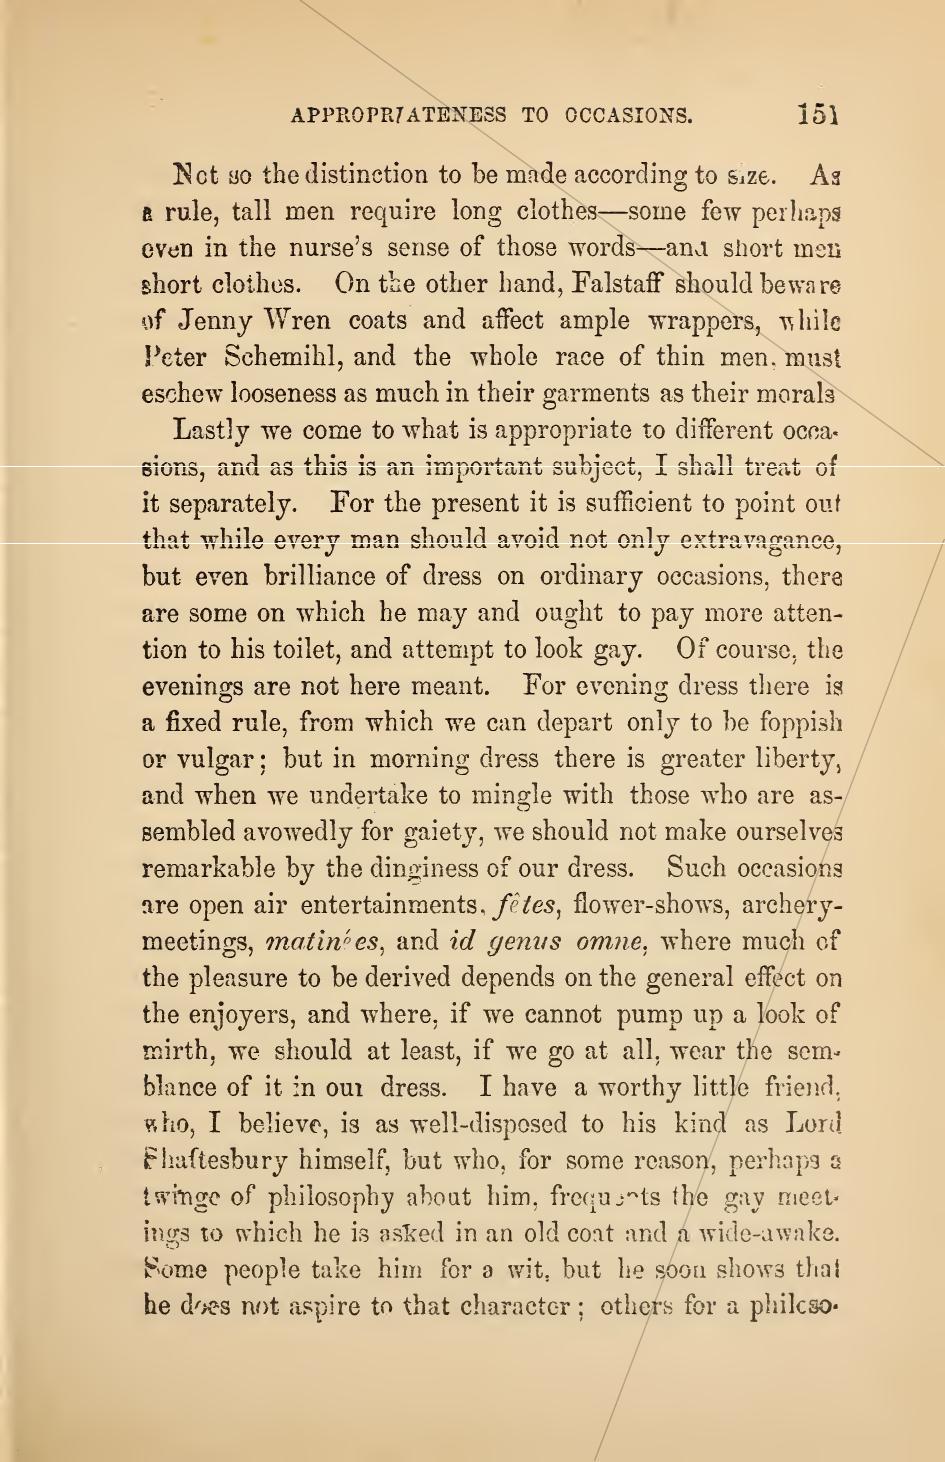 APPROPRIATENESS TO OCCASIONS. 151
Not so the distinction to be made according to size. As
a rule, tall men require long clothes—some few perhaps
even in the nurse's sense of those words—and short men
short clothes. On the other hand, Falstaff should beware
of Jenny Wren coats and affect ample wrappers, while
Peter Schemihl, and the whole race of thin men, must
eschew looseness as much in their garments as their morals
Lastly we come to what is appropriate to different occa-
sions, and as this is an important subject, I shall treat of
it separately. For the present it is sufficient to point out
that while every man should avoid not only extravagance,
but even brilliance of dress on ordinary occasions, there
are some on which he may and ought to pay more atten-
tion to his toilet, and attempt to look gay. Of course, the
evenings are not here meant. For evening dress there is
a fixed rule, from which we can depart only to be foppish
or vulgar; but in morning dress there is greater liberty,
and when we undertake to mingle with those who are as-
sembled avowedly for gaiety, we should not make ourselves
remarkable by the dinginess of our dress. Such occasions
are open air entertainments, fêtes, flower-shows, archery-
meetings, matinées, and id genus omne, where much of
the pleasure to be derived depends on the general effect on
the enjoyers, and where, if we cannot pump up a look of
mirth, we should at least, if we go at all, wear the sem-
blance of it in our dress. I have a worthy little friend,
who, I believe, is as well-disposed to his kind as Lord
Shaftesbury himself, but who, for some reason, perhaps a
twinge of philosophy about him, frequents the gay meet-
ings to which he is asked in an old coat and a wide-awake.
Some people take him for a wit, but he soon shows that
he does not aspire to that character; others for a philoso-